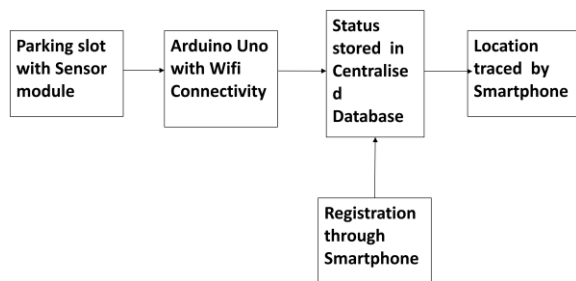 Parking slot
with Sensor
module
Arduino Uno
with Wifi
Connectivity
Status
stored in
Centralise
d
Database
Location
traced by
Smartphone
Registration
through
Smartphone